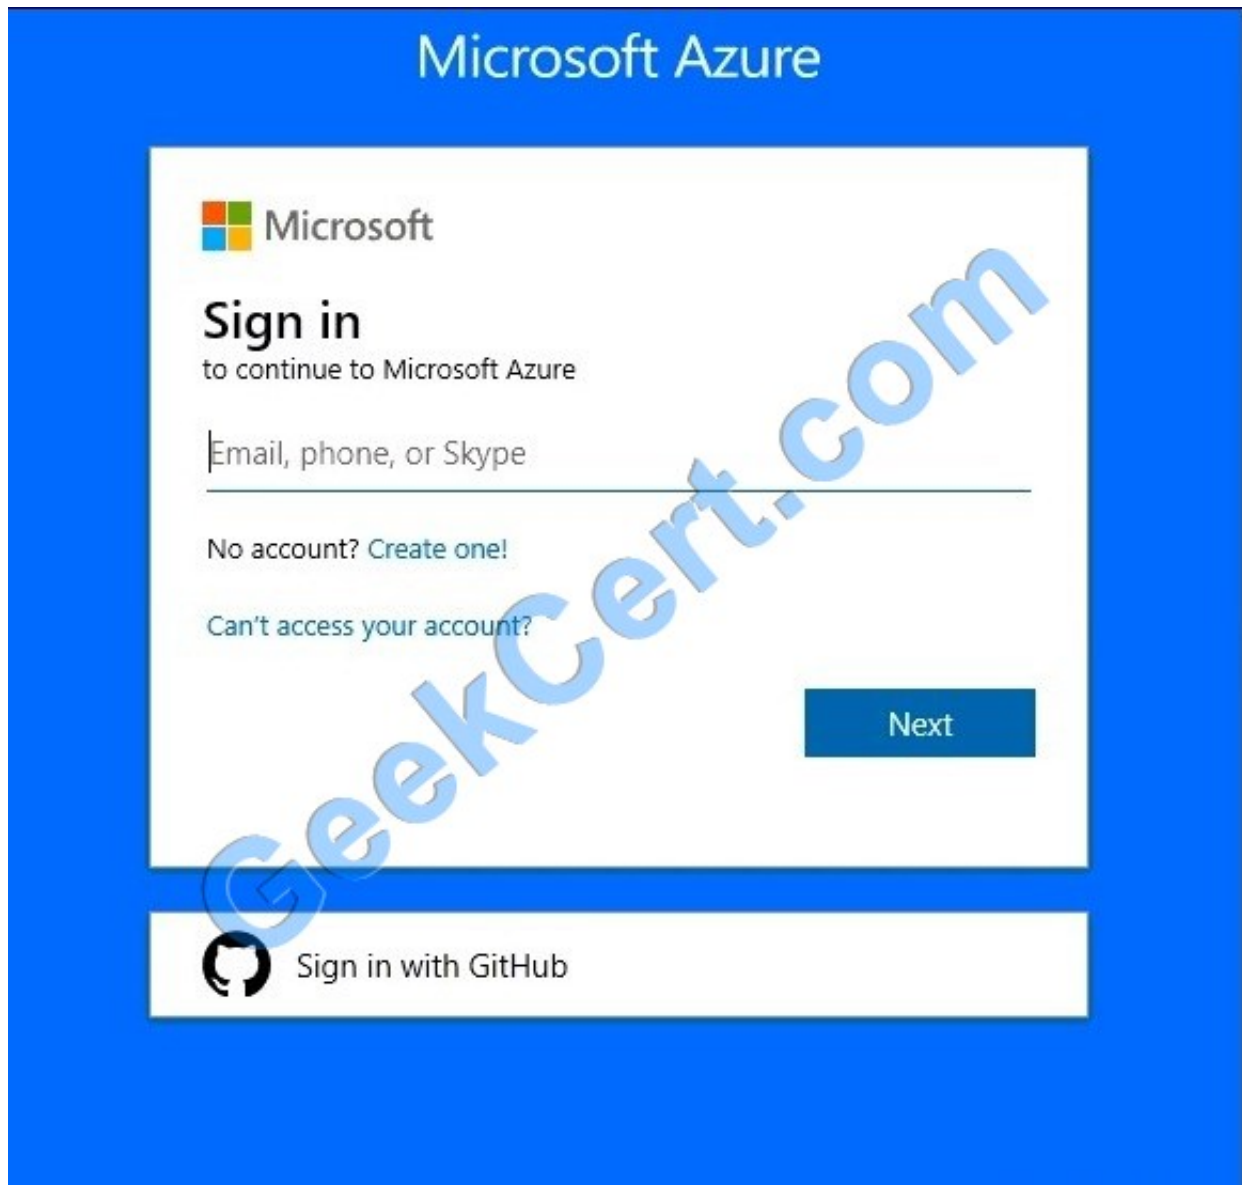 Microsoft Azure
Microsoft
Sign in
to continue to Microsoft Azure
Email, phone, or Skype
No account? Create one!
Can't access your account?
Next
GeekCert.com
Sign in with GitHub